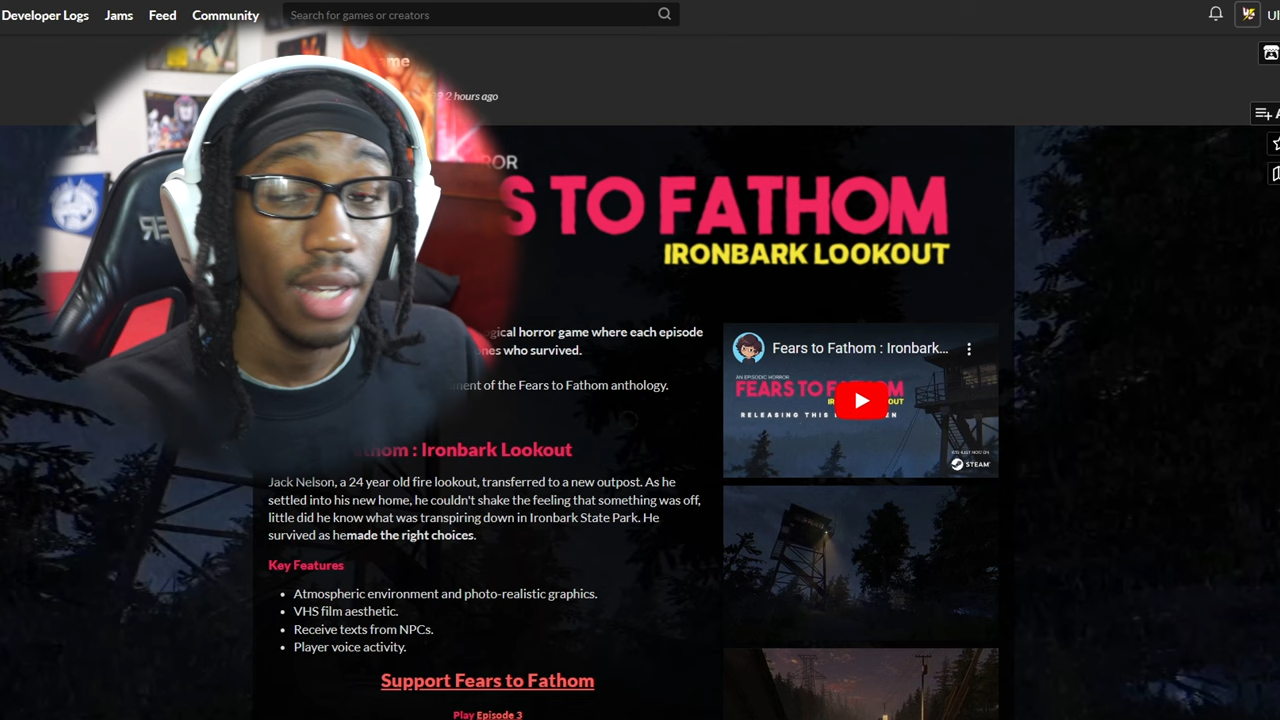 Developer Logs Jams Feed Community Search for games or creators
2 hours ago
TO FATHOM
IRONBARK LOOKOUT
horror game where each episode
who survived.
of the Fears to Fathom anthology.
: Ironbark Lookout
Jack Nelson, a 24 year old fire lookout, transferred to a new outpost. As he
settled into his new home, he couldn't shake the feeling that something was off,
little did he know what was transpiring down in Ironbark State Park. He
survived as hemade the right choices.
Key Features
Atmospheric environment and photo-realistic graphics.
VHS film aesthetic.
Receive texts from NPCs.
Player voice activity.
Support Fears to Fathom
Play Episode 3
Fears to Fathom : Ironbark...
AN EPISODIC HORROR
FEARS TO FATHOM
RELEASING THIS
STEAM